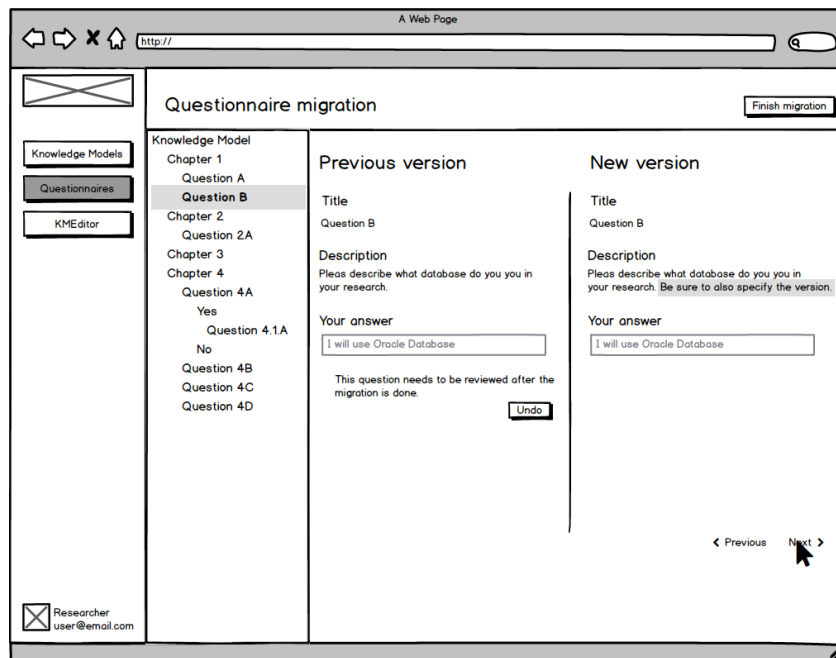 A Web Page
http://
Questionnaire migration
Finish migration
Knowledge Models
Questionnaires
KMEditor
Knowledge Model
Chapter 1
Question A
Question B
Chapter 2
Question 2.A
Chapter 3
Chapter 4
Question 4A
Yes
Question 4.1.A
No
Question 4B
Question 4C
Question 4D
Previous version
Title
Question B
Description
Pleas describe what database do you you in
your research.
Your answer
I will use Oracle Database
This question needs to be reviewed after the
migration is done.
Undo
New version
Title
Question B
Description
Pleas describe what database do you you in
your research. Be sure to also specify the version.
Your answer
I will use Oracle Database
Previous
Next
Researcher
user@email.com